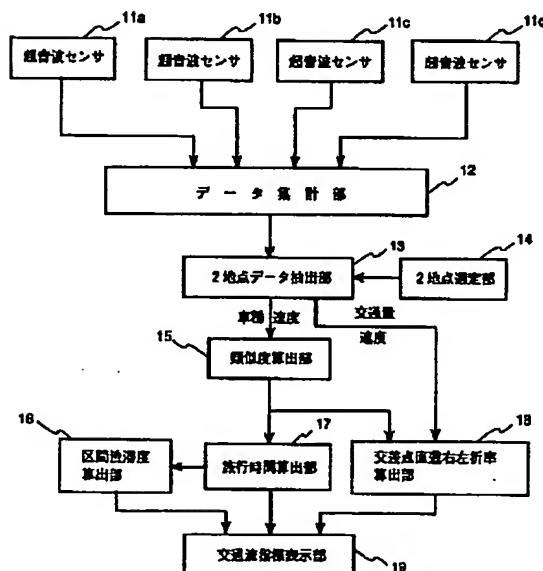 11a
11b
11c
11d
超音波センサ
超音波センサ
超音波センサ
超音波センサ
12
データ集計部
13
14
2地点データ抽出部
2地点選定部
車種 速度
交通量
速度
15
類似度算出部
16
17
18
区間渋滞度
算出部
旅行時間算出部
交差点直進右左折率
算出部
交通流指標表示部
19